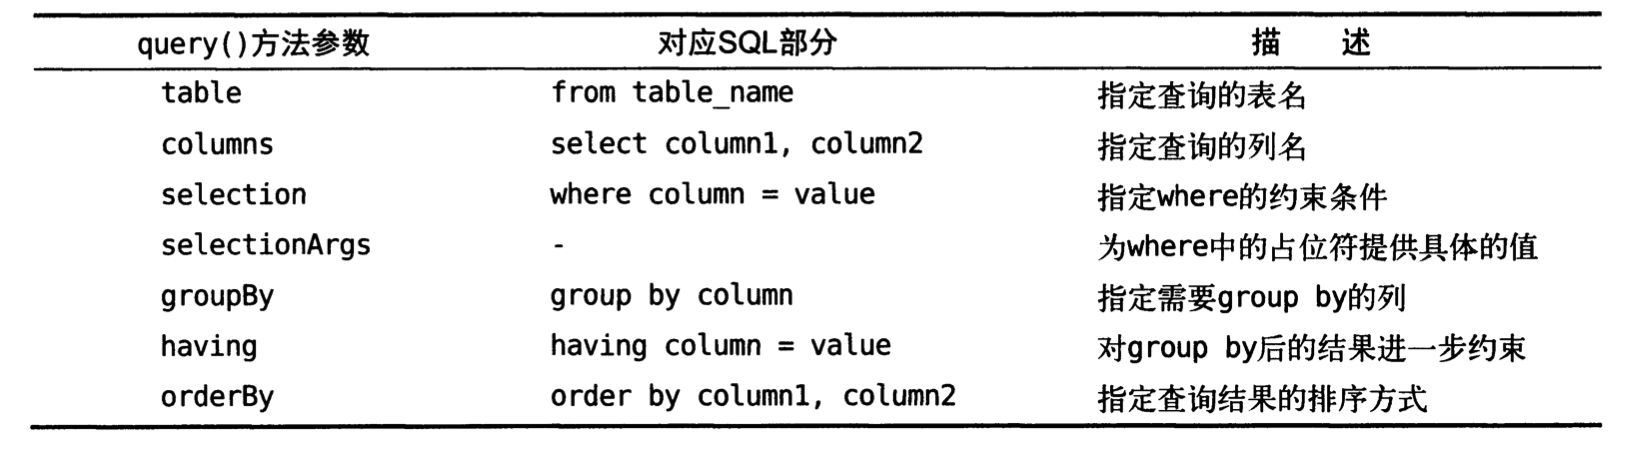 query()方法参数 对应SQL部分 描 述
table from table_name 指定查询的表名
columns select column1, column2 指定查询的列名
selection where column = value 指定where的约束条件
selectionArgs - 为where中的占位符提供具体的值
groupBy group by column 指定需要group by的列
having having column = value 对group by后的结果进一步约束
orderBy order by column1, column2 指定查询结果的排序方式